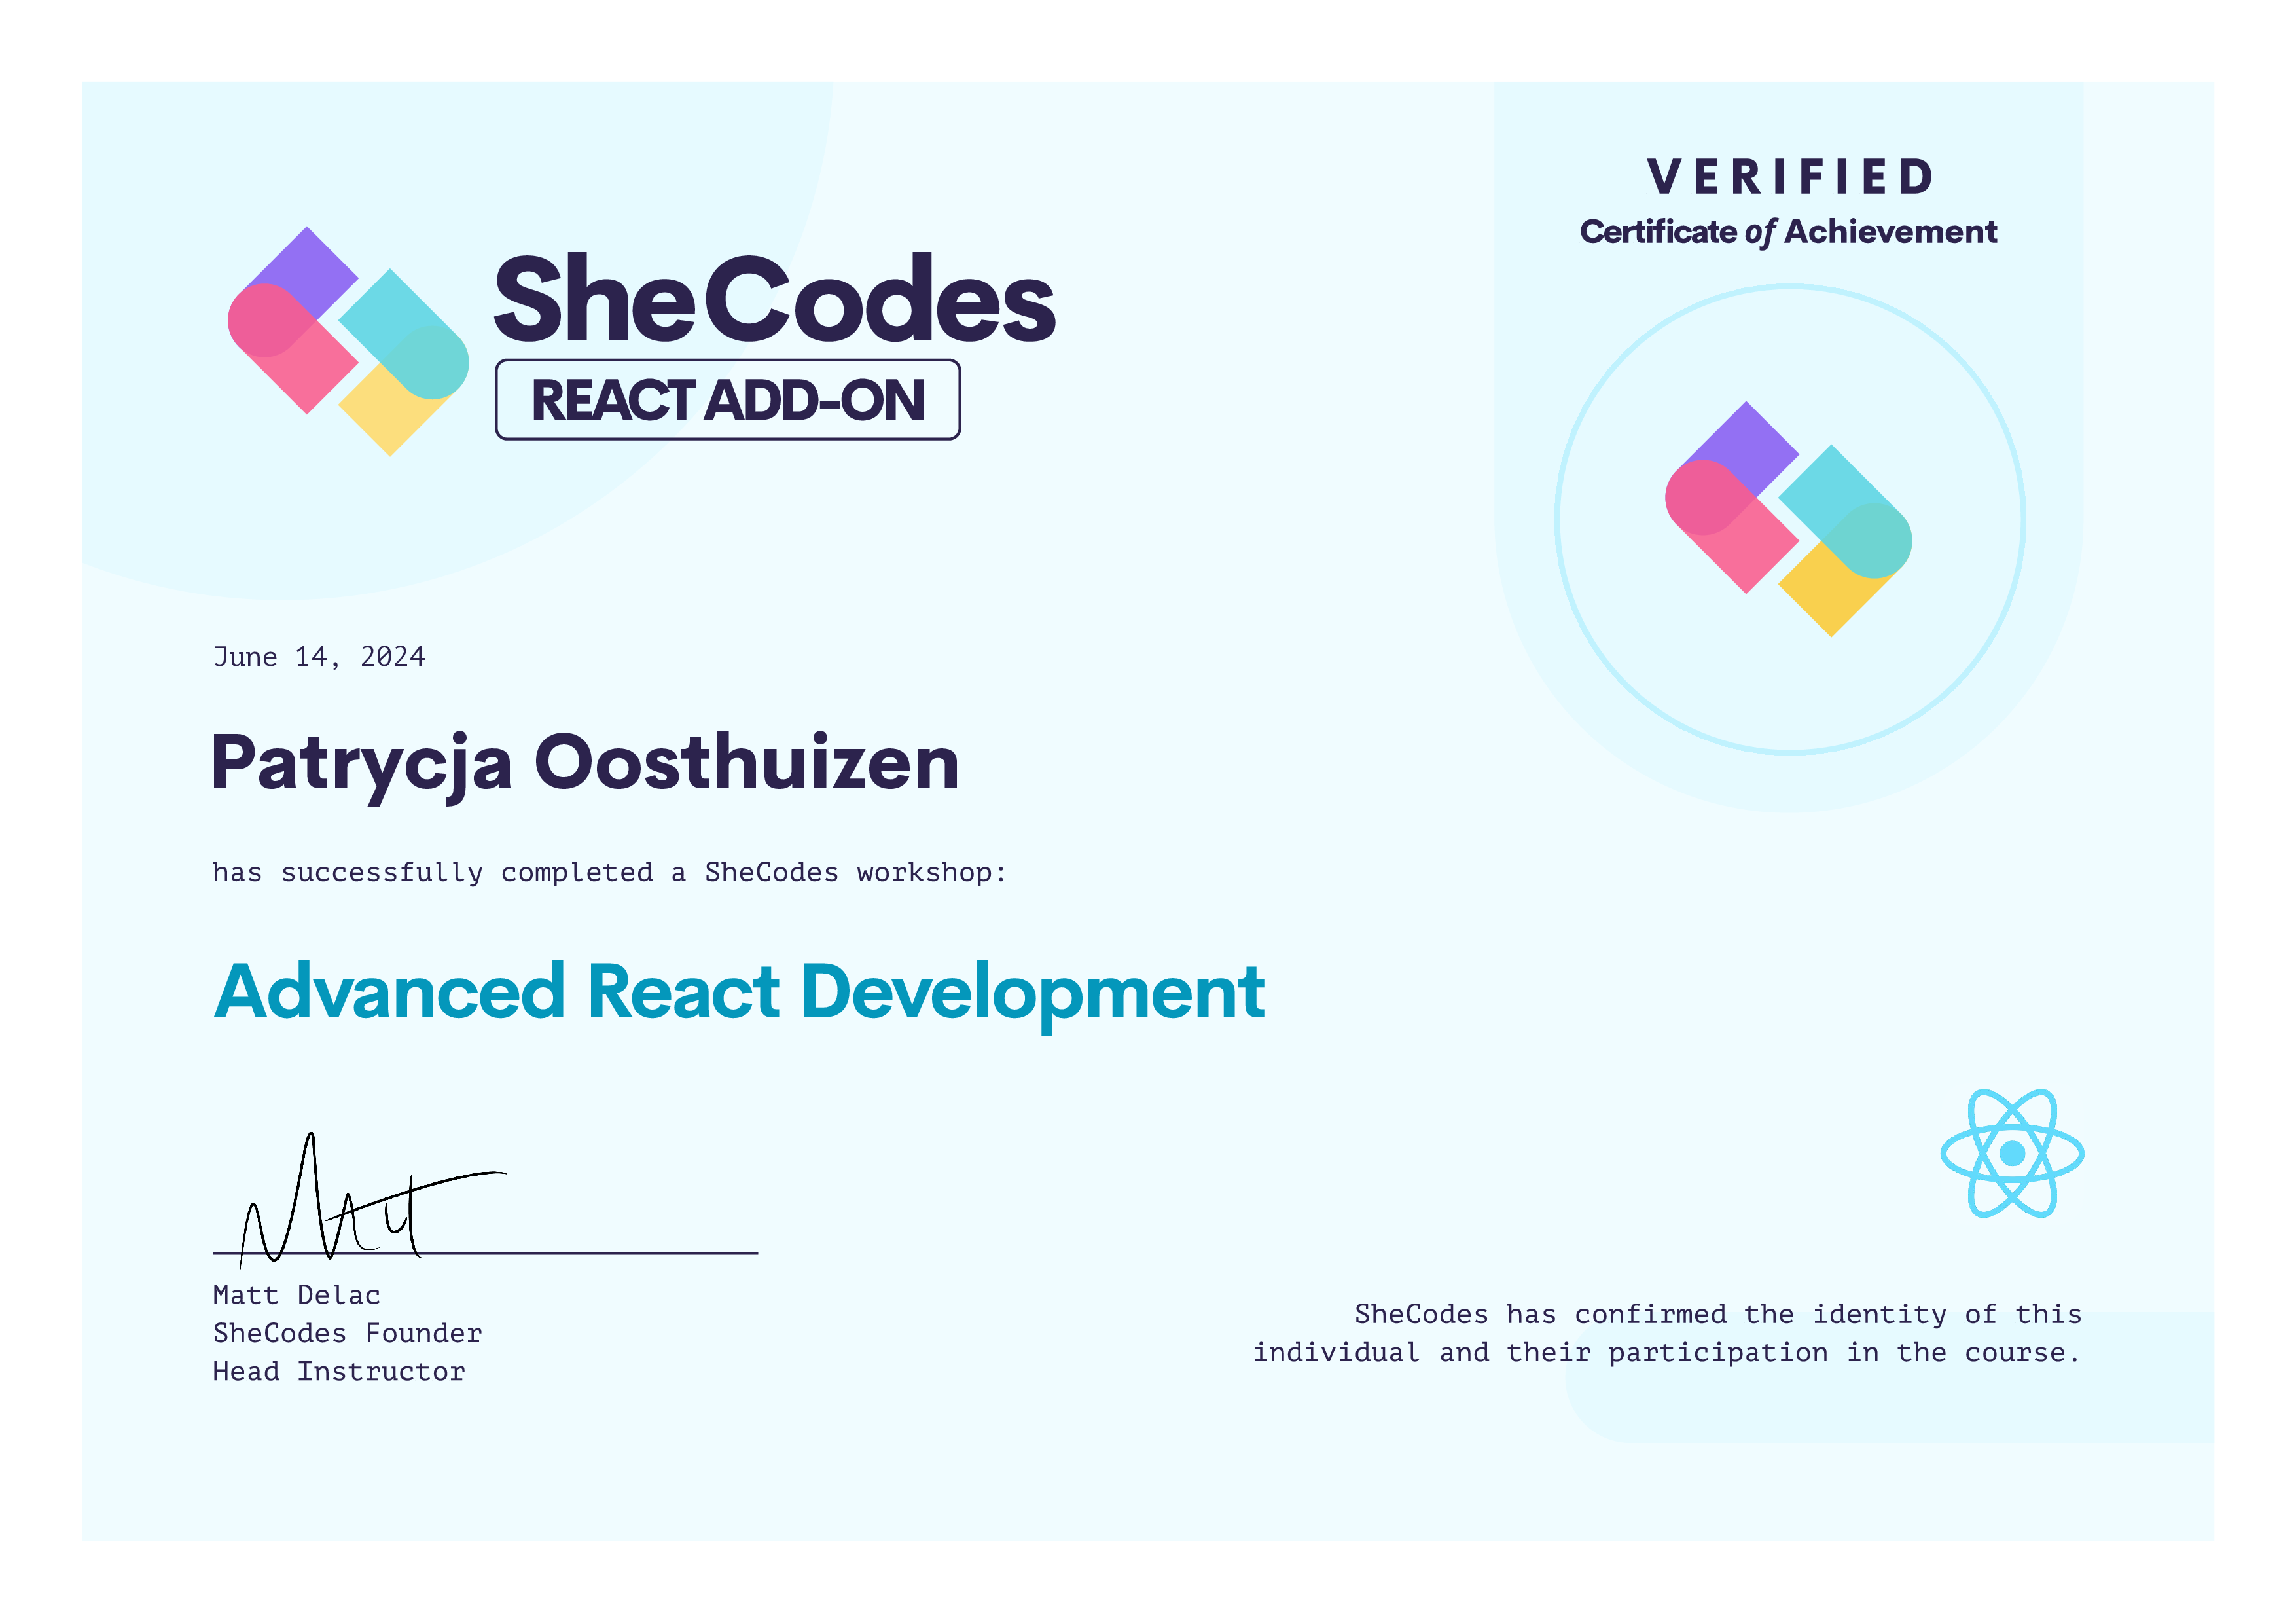 VERIFIED
Certificate of Achievement
SheCodes
REACT ADD-ON
June 14, 2024
Patrycja Oosthuizen
has successfully completed a SheCodes workshop:
Advanced React Development
Matt
Matt Delac
SheCodes Founder
Head Instructor
SheCodes has confirmed the identity of this
individual and their participation in the course.